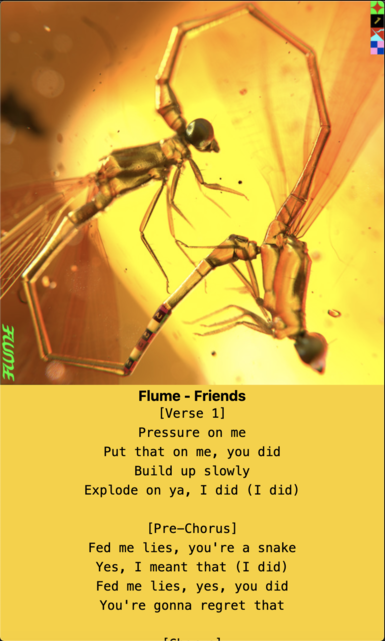 FLUME
Flume - Friends
[Verse 1]
Pressure on me
Put that on me, you did
Build up slowly
Explode on ya, I did (I did)
[Pre-Chorus]
Fed me lies, you're a snake
Yes, I meant that (I did)
Fed me lies, yes, you did
You're gonna regret that